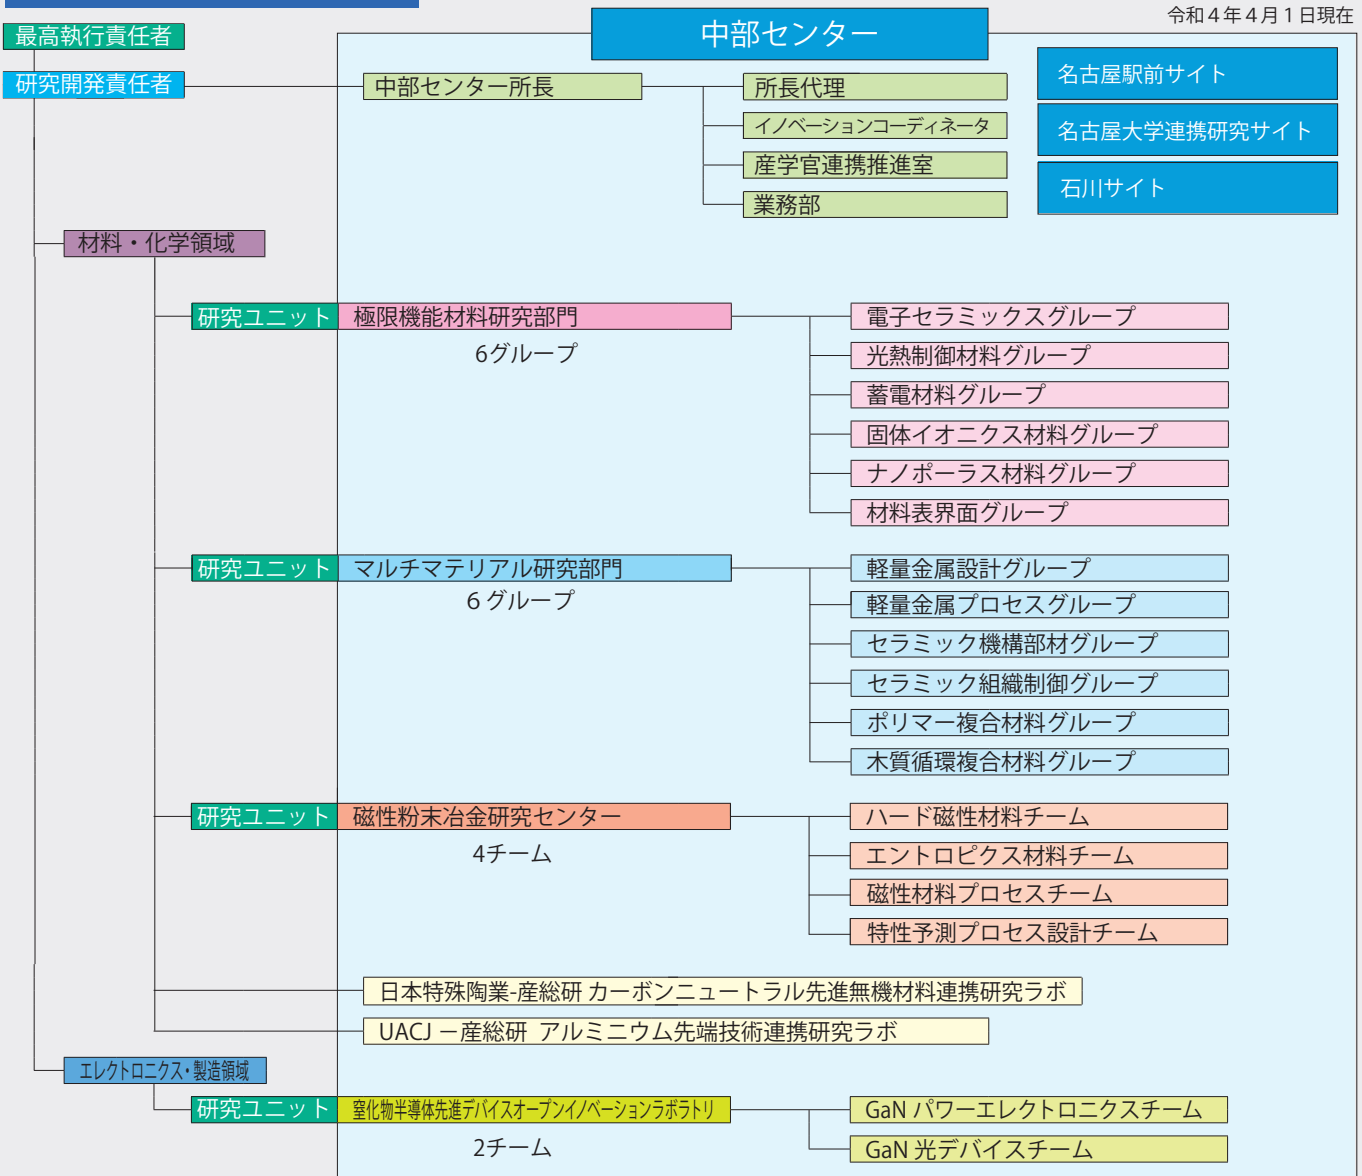 令和４年４月１日現在
中部センター
最高執行責任者
研究開発責任者
中部センター所長
所長代理
イノベーションコーディネータ
産学官連携推進室
業務部
名古屋駅前サイト
名古屋大学連携研究サイト
石川サイト
材料・化学領域
研究ユニット
極限機能材料研究部門
6グループ
電子セラミックスグループ
光熱制御材料グループ
蓄電材料グループ
固体イオニクス材料グループ
ナノポーラス材料グループ
材料表界面グループ
研究ユニット
マルチマテリアル研究部門
6 グループ
軽量金属設計グループ
軽量金属プロセスグループ
セラミック機構部材グループ
セラミック組織制御グループ
ポリマー複合材料グループ
木質循環複合材料グループ
研究ユニット
磁性粉末冶金研究センター
4チーム
ハード磁性材料チーム
エントロピクス材料チーム
磁性材料プロセスチーム
特性予測プロセス設計チーム
日本特殊陶業-産総研 カーボンニュートラル先進無機材料連携研究ラボ
UACJ －産総研 アルミニウム先端技術連携研究ラボ
エレクトロニクス・製造領域
研究ユニット
窒化物半導体先進デバイスオープンイノベーションラボラトリ
2チーム
GaN パワーエレクトロニクスチーム
GaN 光デバイスチーム